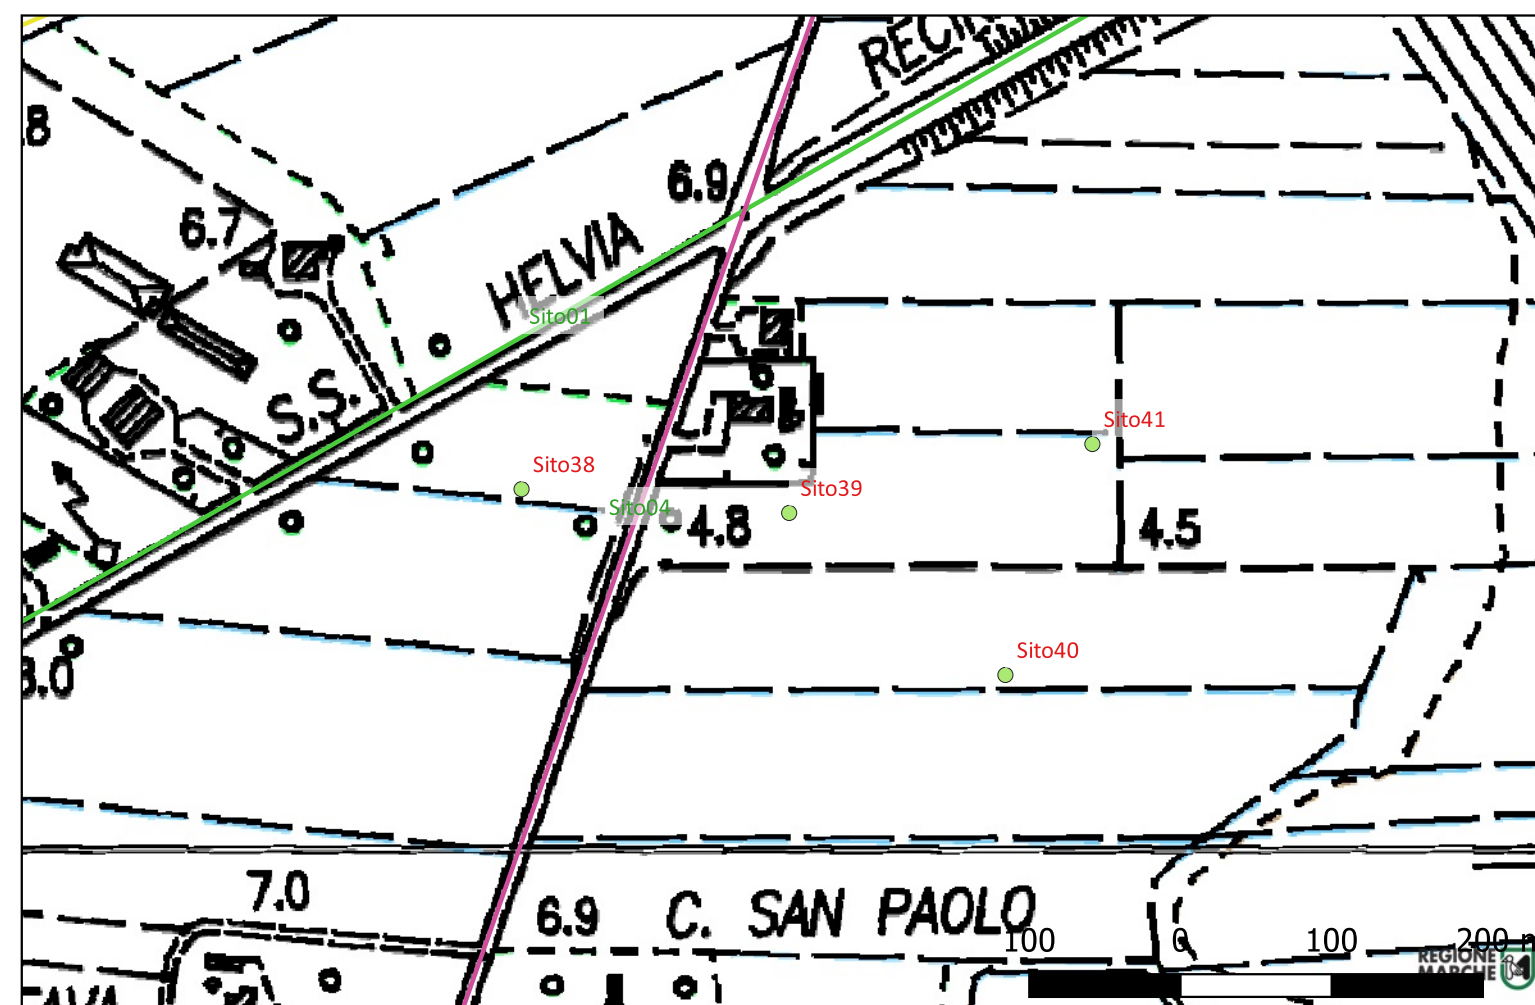 6.9
6.7
HELVIA
Sito01
S.S.
Sito41
Sito38
Sito39
Sito04
4.8
4.5
Sito40
7.0
6.9
C. SAN PAOLO
100 0 100 200
REGIONE
MARCHE